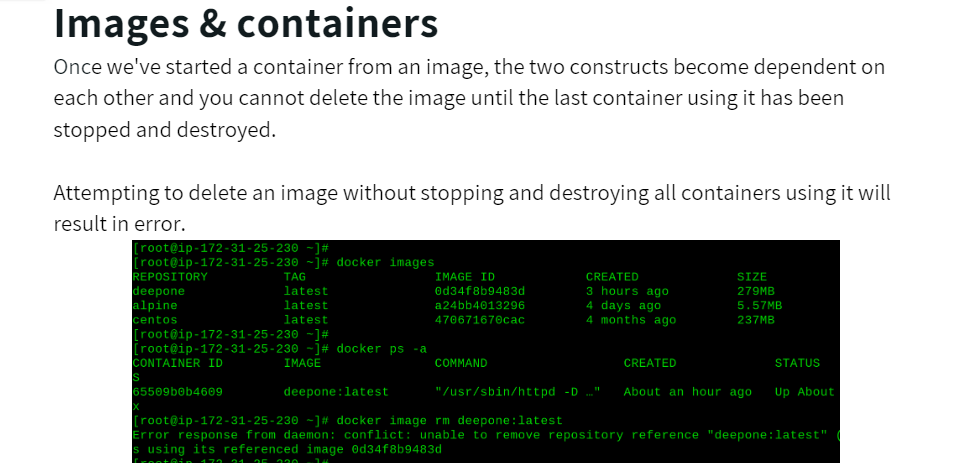 Images & containers
Once we've started a container from an image, the two constructs become dependent on
each other and you cannot delete the image until the last container using it has been
stopped and destroyed.
Attempting to delete an image without stopping and destroying all containers using it will
result in error.
[root@ip-172-31-25-230 ~]#
[root@ip-172-31-25-230 ~]# docker images
REPOSITORY TAG IMAGE ID CREATED SIZE
deepone latest 0d34f8b9483d 3 hours ago 279MB
alpine latest a24bb4013296 4 days ago 5.57MB
centos latest 470671670cac 4 months ago 237MB
[root@ip-172-31-25-230 ~]#
[root@ip-172-31-25-230 ~]# docker ps -a
CONTAINER ID IMAGE COMMAND CREATED STATUS
S
65509b0b4609 deepone:latest "/usr/sbin/httpd -D …" About an hour ago Up About
x
[root@ip-172-31-25-230 ~]# docker image rm deepone:latest
Error response from daemon: conflict: unable to remove repository reference "deepone:latest" (
s using its referenced image 0d34f8b9483d
[root@ip-172-31-25-230 ~]#